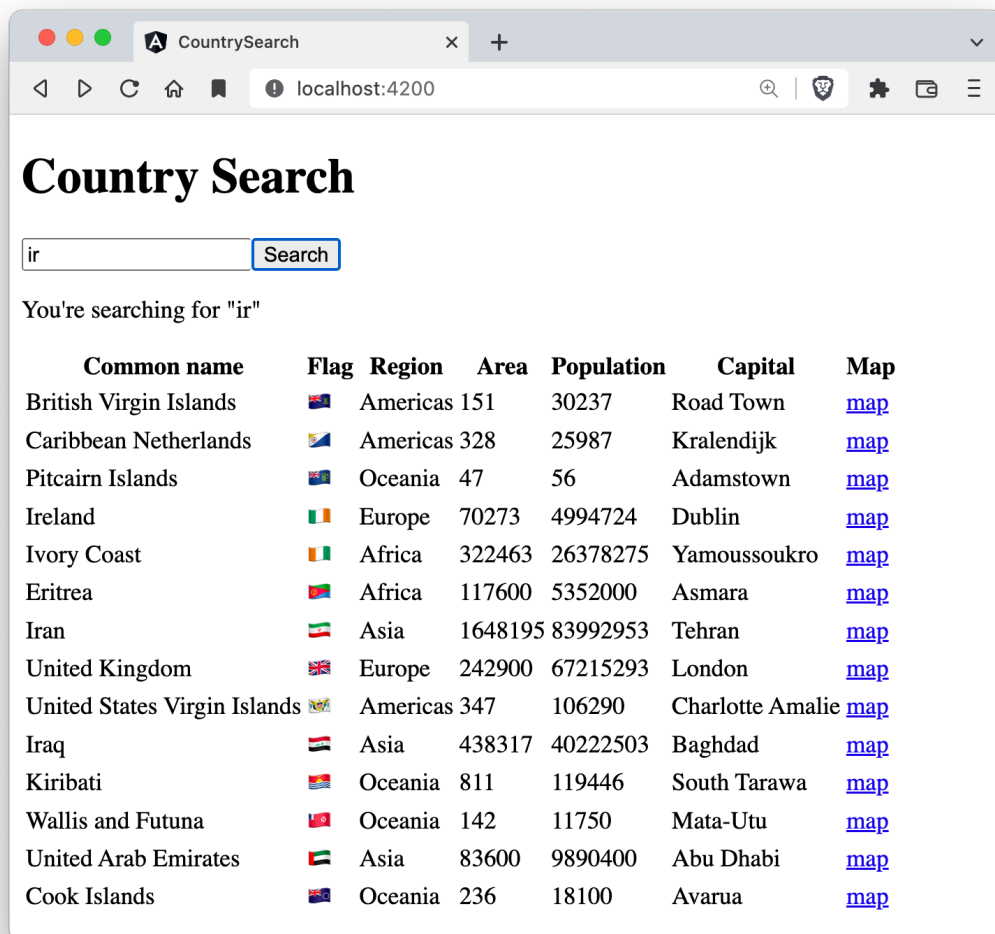 CountrySearch
localhost:4200
Country Search
ir Search
You're searching for "ir"
Common name Flag Region Area Population Capital Map
British Virgin Islands 🇻🇬 Americas 151 30237 Road Town map
Caribbean Netherlands 🇧🇶 Americas 328 25987 Kralendijk map
Pitcairn Islands 🇵🇳 Oceania 47 56 Adamstown map
Ireland 🇮🇪 Europe 70273 4994724 Dublin map
Ivory Coast 🇨🇮 Africa 322463 26378275 Yamoussoukro map
Eritrea 🇪🇷 Africa 117600 5352000 Asmara map
Iran 🇮🇷 Asia 1648195 83992953 Tehran map
United Kingdom 🇬🇧 Europe 242900 67215293 London map
United States Virgin Islands 🇻🇮 Americas 347 106290 Charlotte Amalie map
Iraq 🇮🇶 Asia 438317 40222503 Baghdad map
Kiribati 🇰🇮 Oceania 811 119446 South Tarawa map
Wallis and Futuna 🇼🇫 Oceania 142 11750 Mata-Utu map
United Arab Emirates 🇦🇪 Asia 83600 9890400 Abu Dhabi map
Cook Islands 🇨🇰 Oceania 236 18100 Avarua map